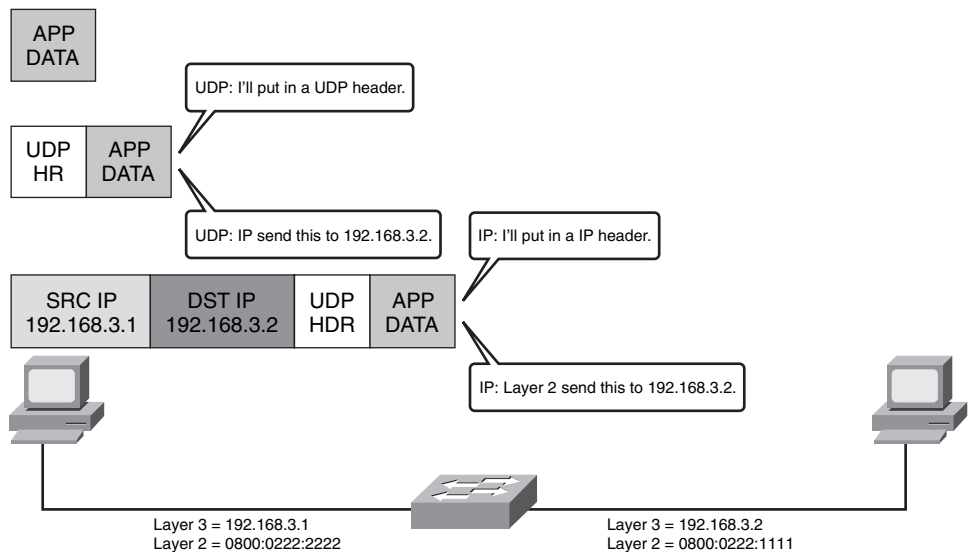 APP
DATA
UDP: I'll put in a UDP header.
UDP
HR
APP
DATA
UDP: IP send this to 192.168.3.2.
IP: I'll put in a IP header.
SRC IP
192.168.3.1
DST IP
192.168.3.2
UDP
HDR
APP
DATA
IP: Layer 2 send this to 192.168.3.2.
Layer 3 = 192.168.3.1
Layer 2 = 0800:0222:2222
Layer 3 = 192.168.3.2
Layer 2 = 0800:0222:1111